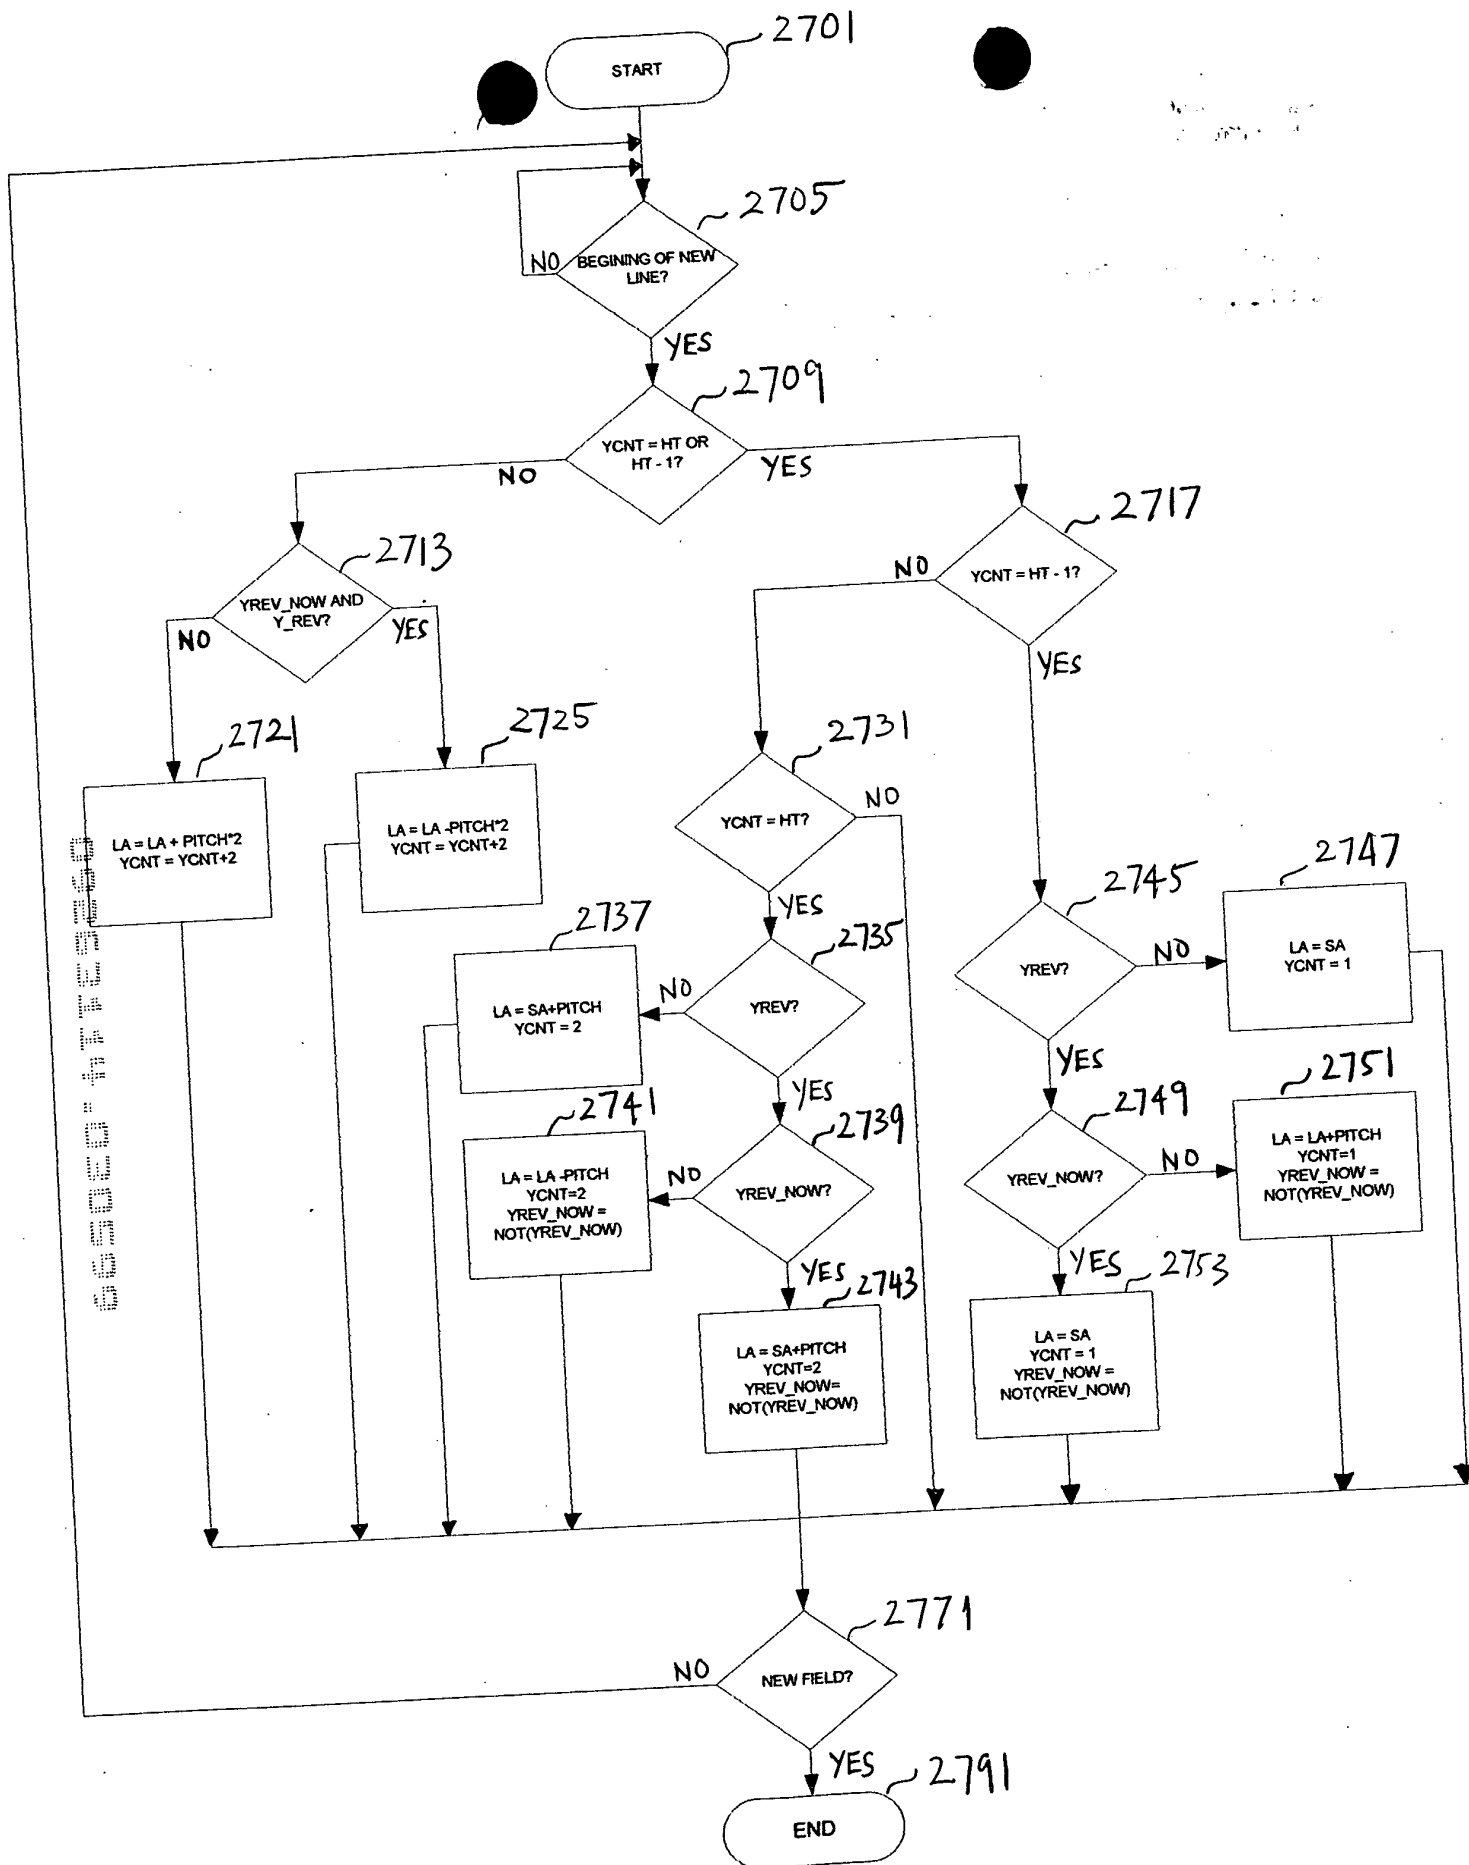 2701
START
2705
BEGINING OF NEW
LINE?
NO
YES
2709
YCNT = HT OR
HT - 1?
NO
YES
2713
YREV_NOW AND
Y_REV?
NO
YES
2717
YCNT = HT - 1?
NO
YES
2721
LA = LA + PITCH*2
YCNT = YCNT+2
2725
LA = LA -PITCH*2
YCNT = YCNT+2
2731
YCNT = HT?
NO
YES
2735
YREV?
NO
YES
2737
LA = SA+PITCH
YCNT = 2
2739
YREV_NOW?
NO
YES
2741
LA = LA -PITCH
YCNT=2
YREV_NOW =
NOT(YREV_NOW)
2743
LA = SA+PITCH
YCNT=2
YREV_NOW=
NOT(YREV_NOW)
2745
YREV?
NO
YES
2747
LA = SA
YCNT = 1
2749
YREV_NOW?
NO
YES
2751
LA = LA+PITCH
YCNT=1
YREV_NOW =
NOT(YREV_NOW)
2753
LA = SA
YCNT = 1
YREV_NOW =
NOT(YREV_NOW)
2771
NEW FIELD?
NO
YES
2791
END